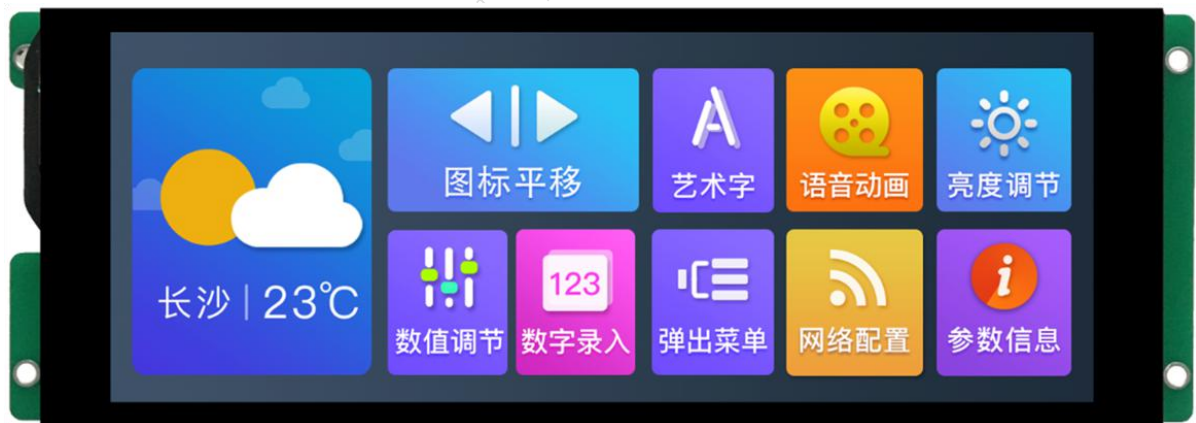 图标平移
艺术字
语音动画
亮度调节
长沙 | 23℃
数值调节
123
数字录入
弹出菜单
网络配置
i
参数信息